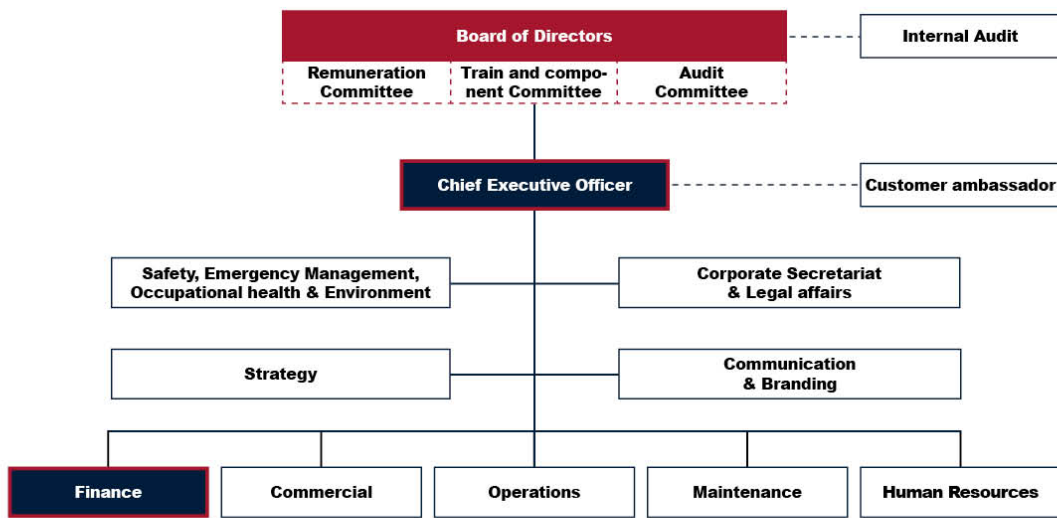 Board of Directors
Internal Audit
Remuneration
Committee
Train and compo-
nent Committee
Audit
Committee
Chief Executive Officer
Customer ambassador
Safety, Emergency Management,
Occupational health & Environment
Corporate Secretariat
& Legal affairs
Strategy
Communication
& Branding
Finance
Commercial
Operations
Maintenance
Human Resources